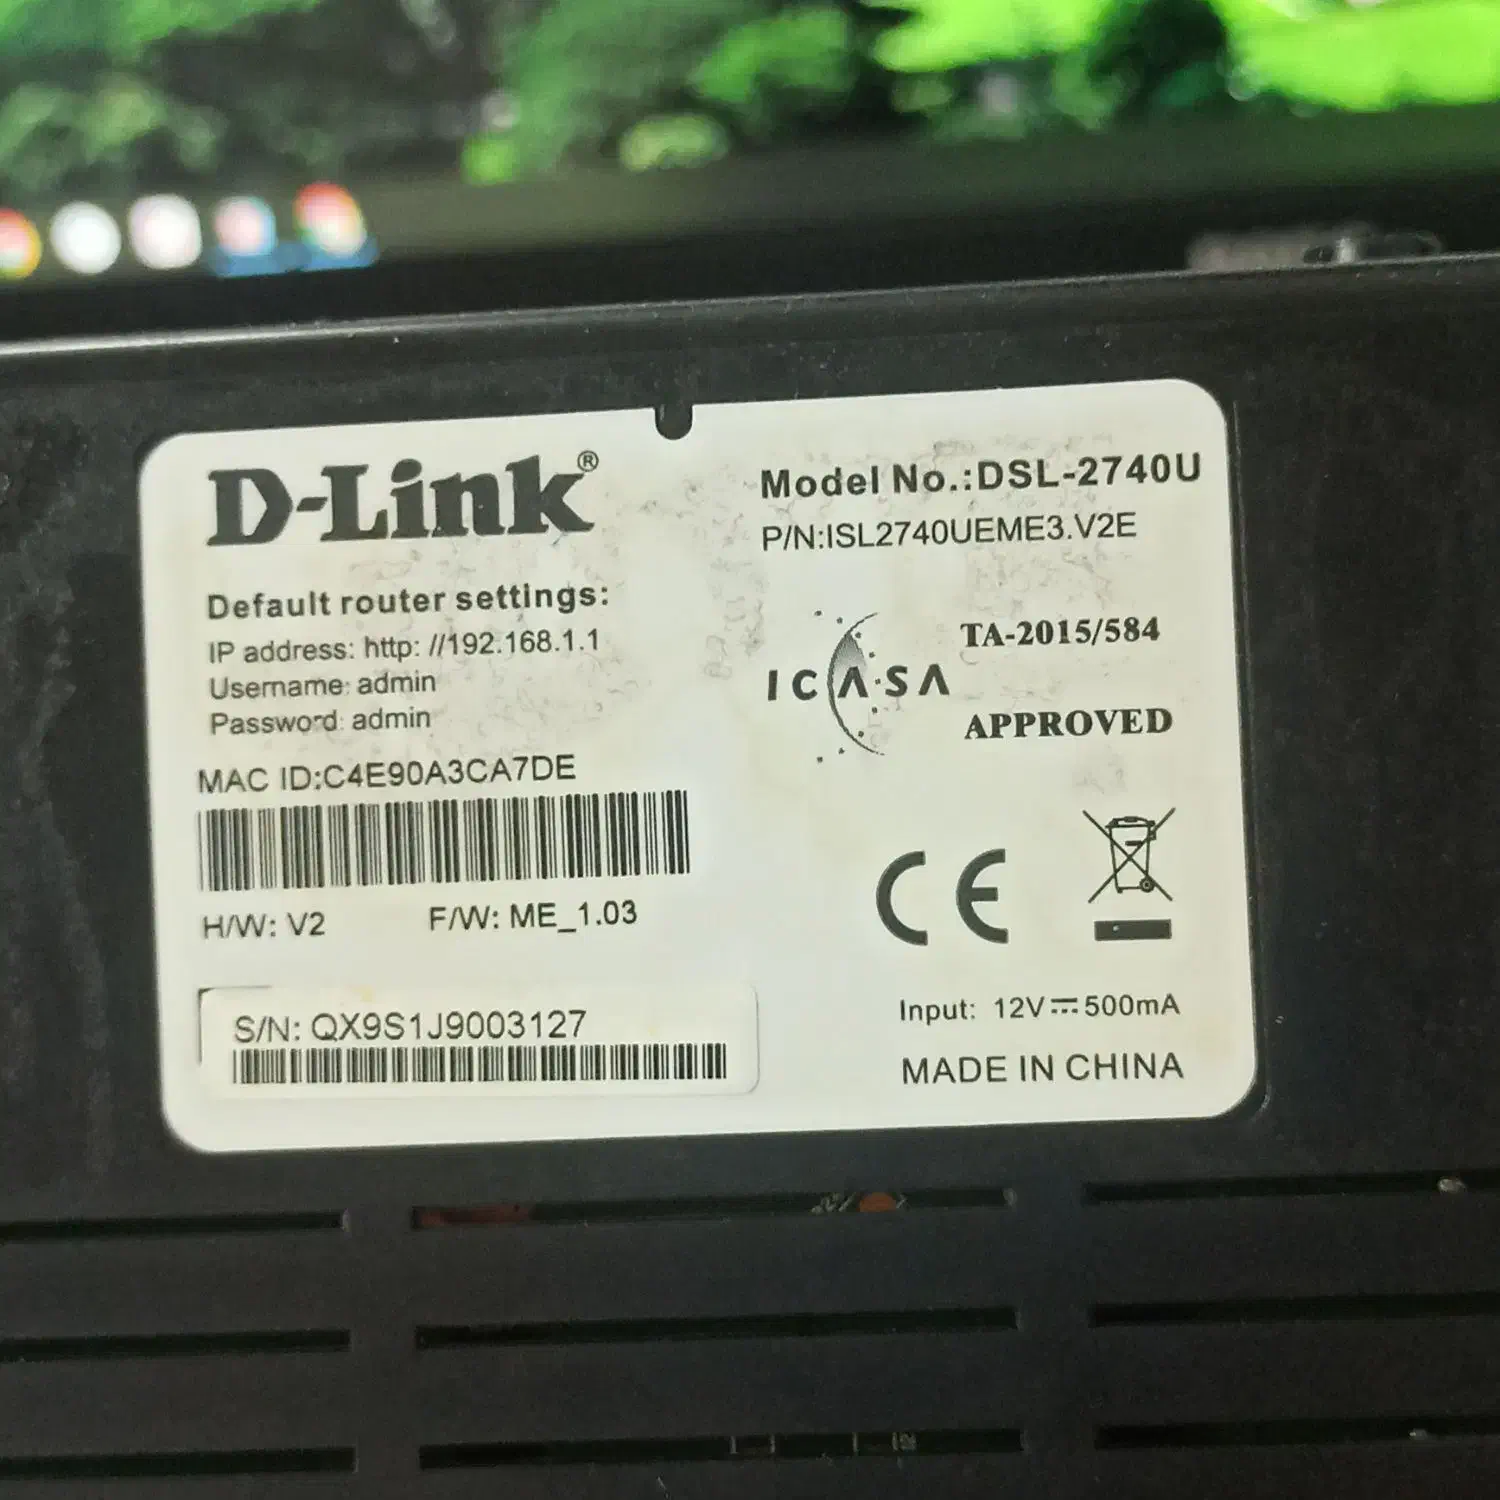 D-Link®
Default router settings:
IP address: http: //192.168.1.1
Username: admin
Password: admin
MAC ID:C4E90A3CA7DE
H/W: V2 F/W: ME_1.03
S/N: QX9S1J9003127
Model No.:DSL-2740U
P/N:ISL2740UEME3.V2E
ICASA
TA-2015/584
APPROVED
CE
Input: 12V⎓500mA
MADE IN CHINA